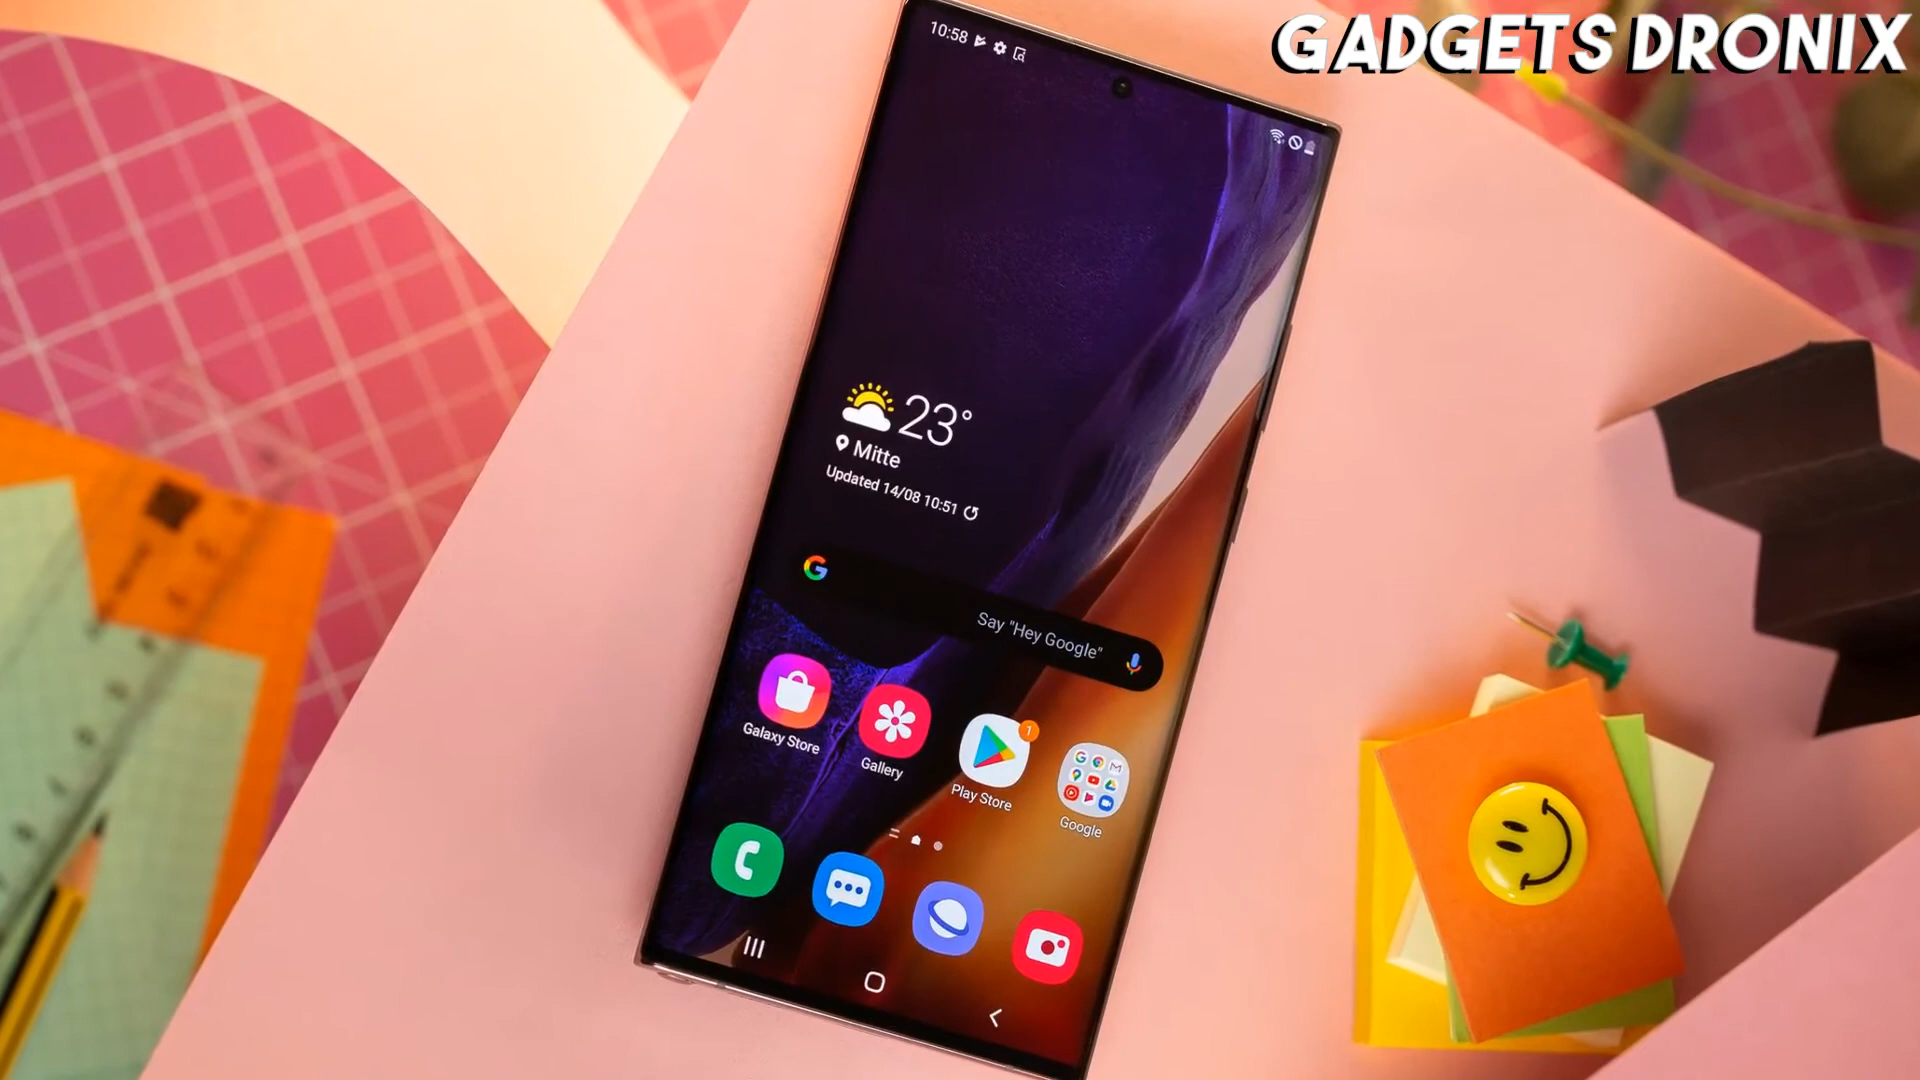 GADGETS DRONIX
10:58
23°
Mitte
Updated 14/08 10:51
Say "Hey Google"
Galaxy Store
Gallery
Play Store
1
Google